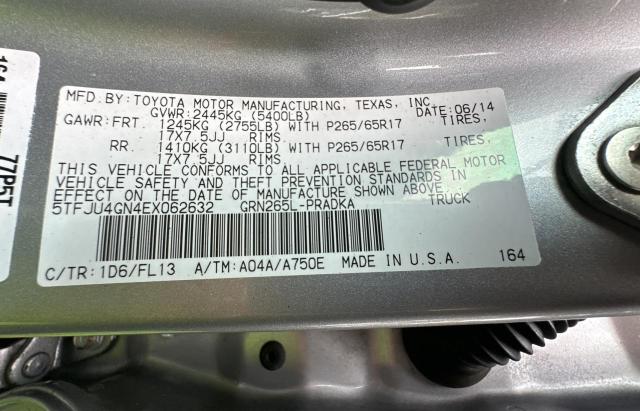 MFD. BY: TOYOTA MOTOR MANUFACTURING, TEXAS, INC.
GVWR: 2445KG (5400LB) DATE: 06/14
GAWR: FRT. 1245KG (2755LB) WITH P265/65R17 TIRES,
17X7.5JJ RIMS
RR. 1410KG (3110LB) WITH P265/65R17 TIRES,
17X7.5JJ RIMS
THIS VEHICLE CONFORMS TO ALL APPLICABLE FEDERAL MOTOR
VEHICLE SAFETY AND THEFT PREVENTION STANDARDS IN
EFFECT ON THE DATE OF MANUFACTURE SHOWN ABOVE.
5TFJU4GN4EX062632 GRN265L-PRADKA TRUCK
C/TR: 1D6/FL13 A/TM: A04A/A750E MADE IN U.S.A. 164
164
77P5T